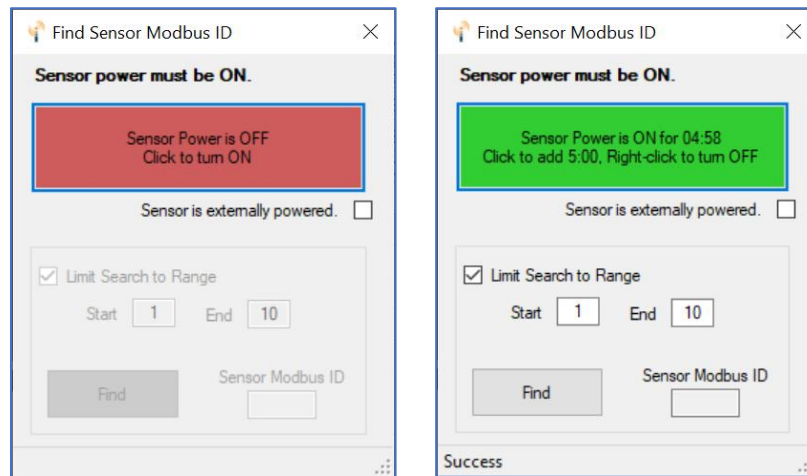 Find Sensor Modbus ID
Sensor power must be ON.
Sensor Power is OFF
Click to turn ON
Sensor is externally powered.
Limit Search to Range
Start 1 End 10
Sensor Modbus ID
Find
Find Sensor Modbus ID
Sensor power must be ON.
Sensor Power is ON for 04:58
Click to add 5:00, Right-click to turn OFF
Sensor is externally powered.
Limit Search to Range
Start 1 End 10
Sensor Modbus ID
Find
Success